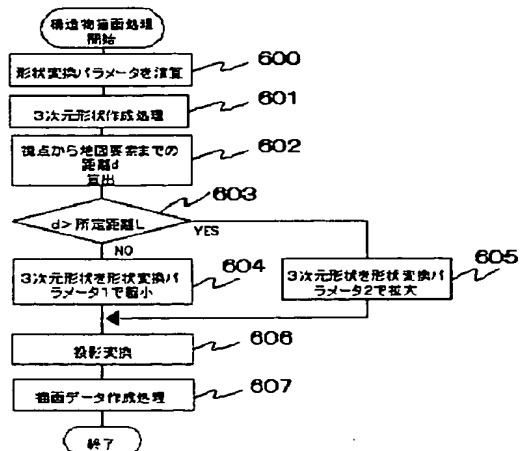 構造物描画処理
開始
形状変換パラメータを演算
600
3次元形状作成処理
601
視点から地図要素までの
距離d
算出
602
603
d>所定距離L
YES
NO
3次元形状を形状変換パ
ラメータ1で縮小
604
3次元形状を形状変換パ
ラメータ2で拡大
605
投影変換
606
描画データ作成処理
607
終了